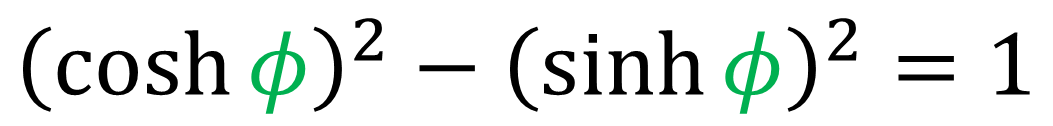 (cosh ϕ)² − (sinh ϕ)² = 1